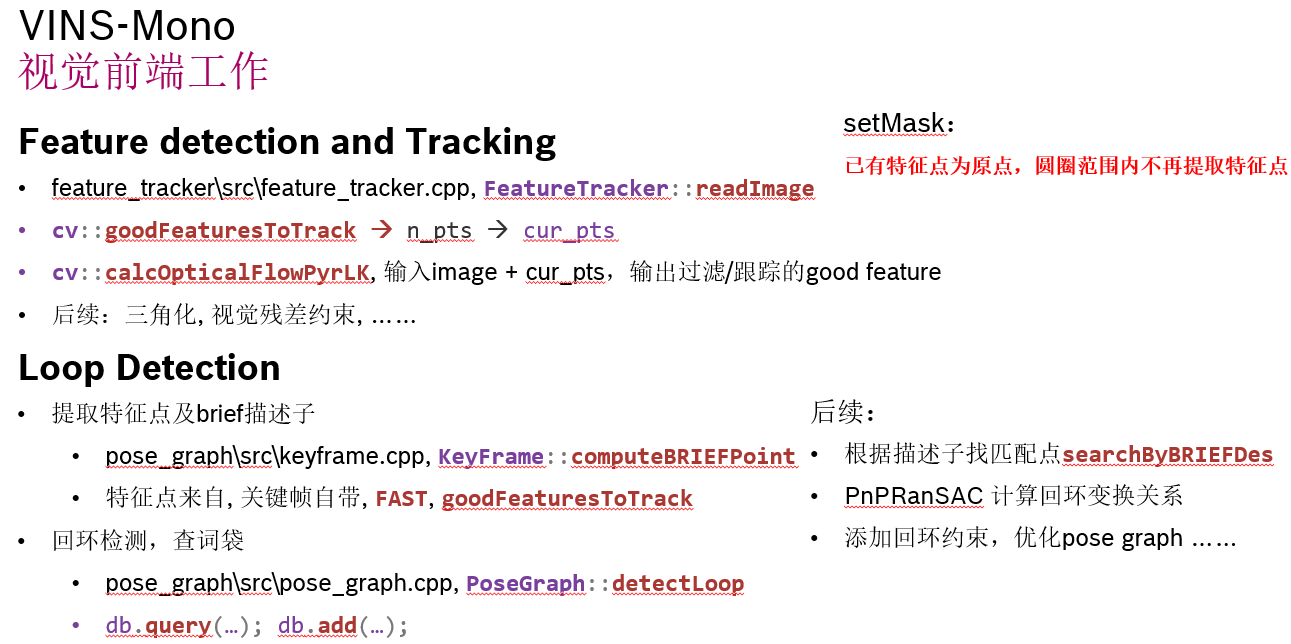 VINS-Mono
视觉前端工作
Feature detection and Tracking
• feature_tracker\src\feature_tracker.cpp, FeatureTracker::readImage
• cv::goodFeaturesToTrack → n_pts → cur_pts
• cv::calcOpticalFlowPyrLK, 输入image + cur_pts，输出过滤/跟踪的good feature
• 后续：三角化, 视觉残差约束, ……
setMask：
已有特征点为原点，圆圈范围内不再提取特征点
Loop Detection
• 提取特征点及brief描述子
• pose_graph\src\keyframe.cpp, KeyFrame::computeBRIEFPoint
• 特征点来自, 关键帧自带, FAST, goodFeaturesToTrack
• 回环检测，查词袋
• pose_graph\src\pose_graph.cpp, PoseGraph::detectLoop
• db.query(…); db.add(…);
后续：
• 根据描述子找匹配点searchByBRIEFDes
• PnPRanSAC 计算回环变换关系
• 添加回环约束，优化pose graph ……